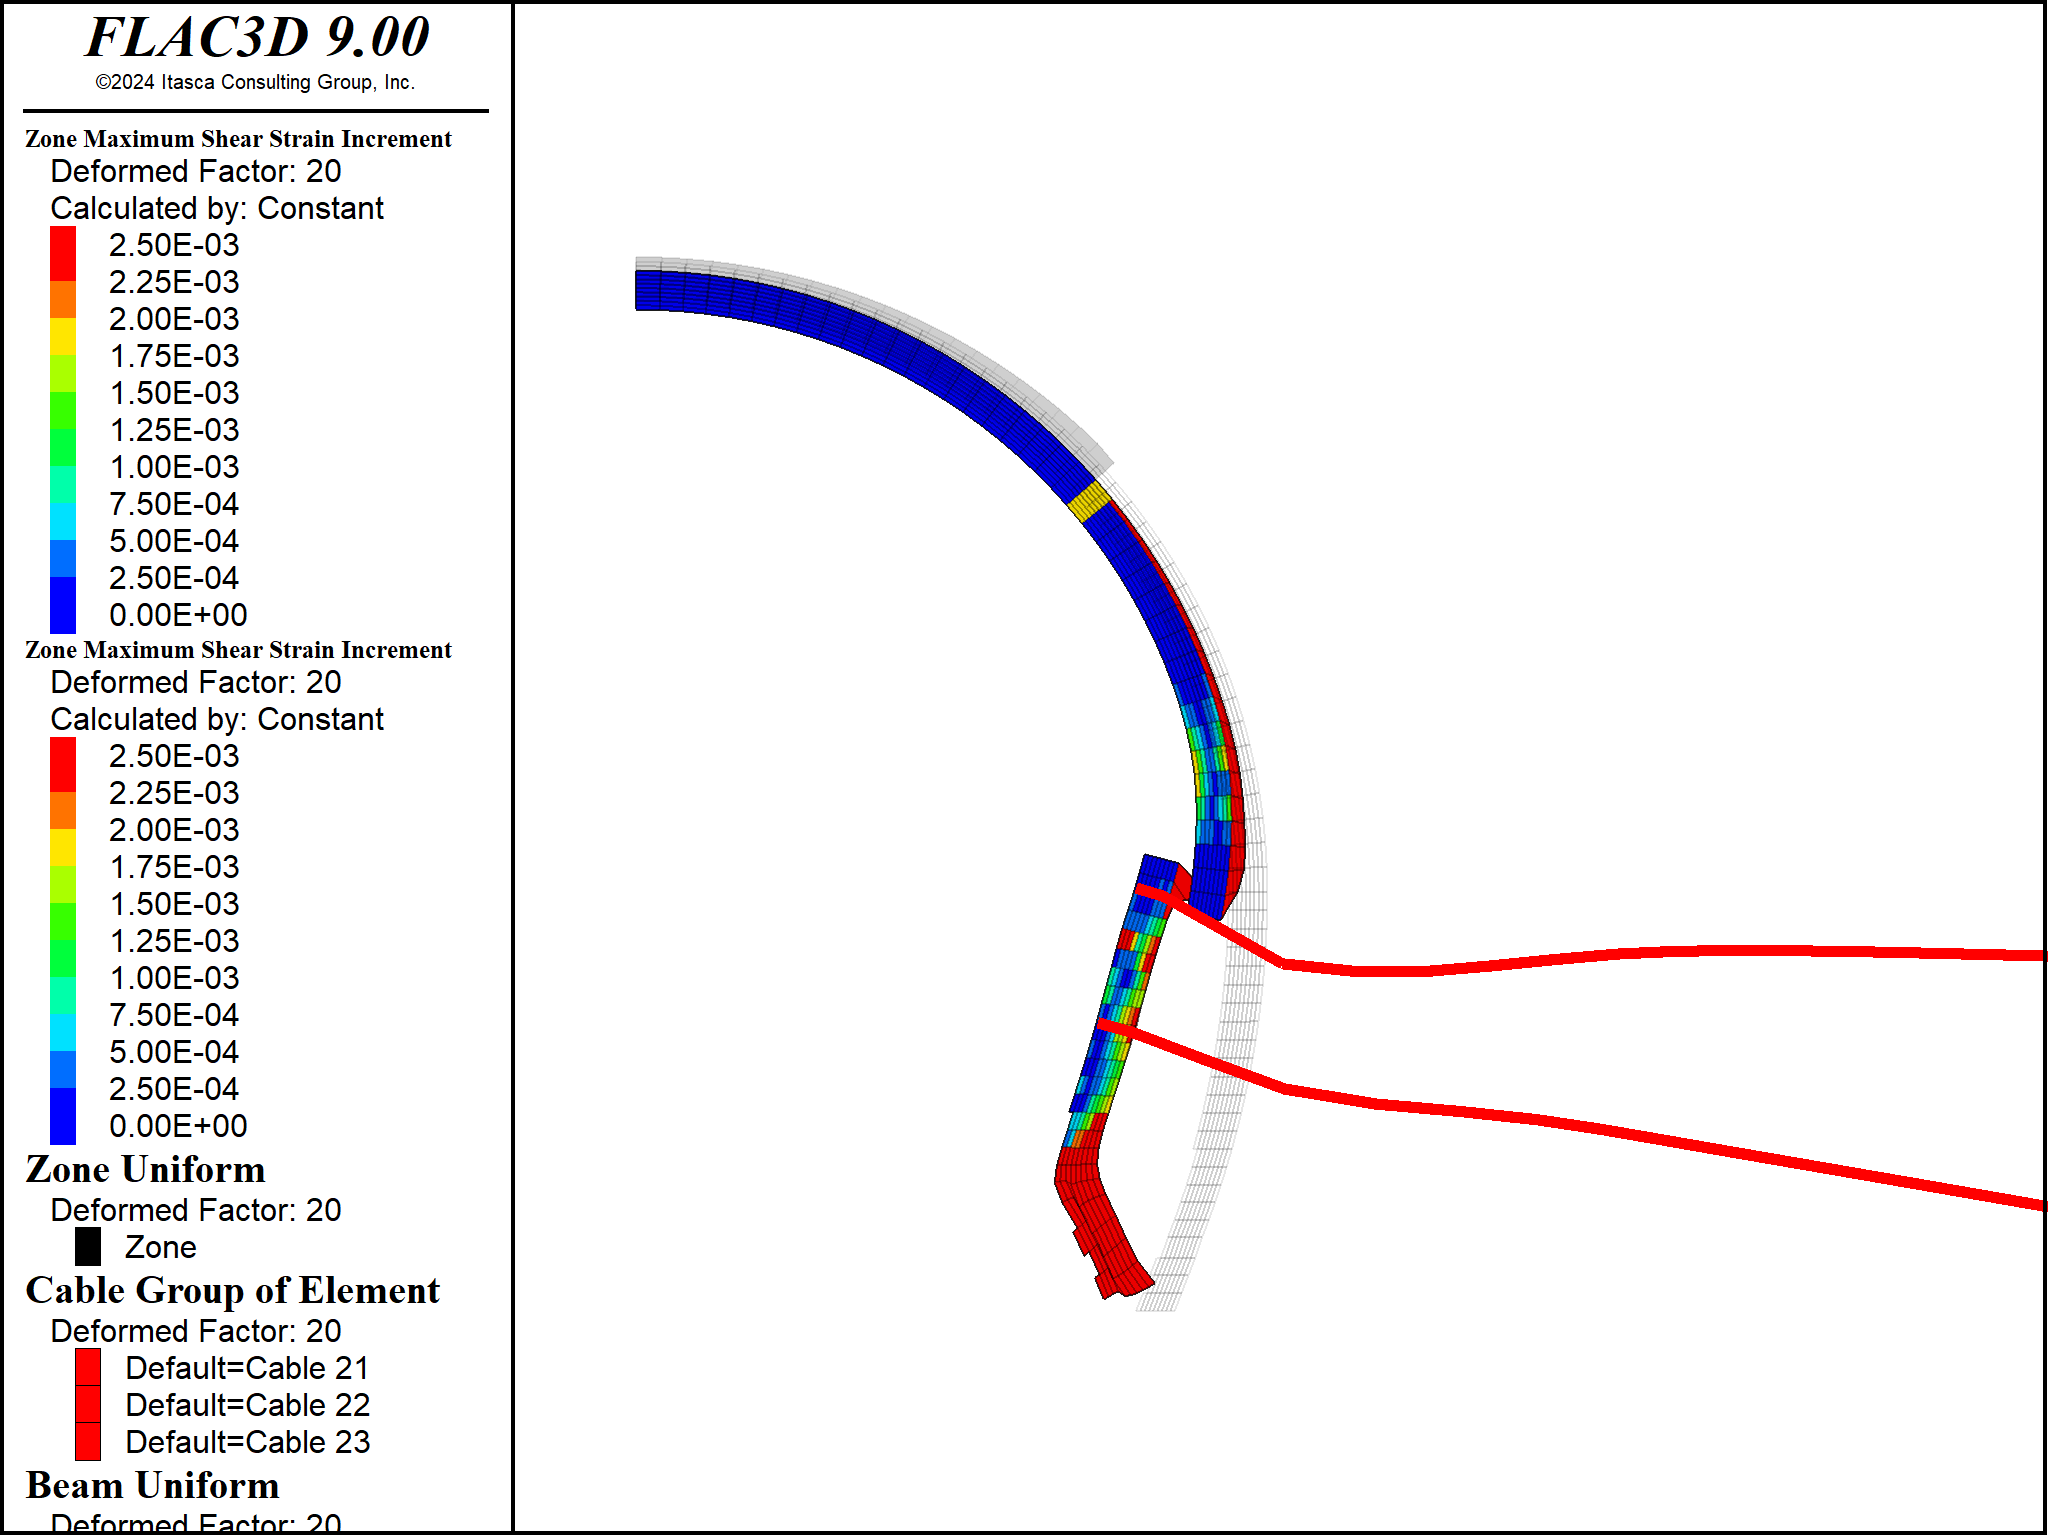 FLAC3D 9.00
©2024 Itasca Consulting Group, Inc.
Zone Maximum Shear Strain Increment
Deformed Factor: 20
Calculated by: Constant
2.50E-03
2.25E-03
2.00E-03
1.75E-03
1.50E-03
1.25E-03
1.00E-03
7.50E-04
5.00E-04
2.50E-04
0.00E+00
Zone Maximum Shear Strain Increment
Deformed Factor: 20
Calculated by: Constant
2.50E-03
2.25E-03
2.00E-03
1.75E-03
1.50E-03
1.25E-03
1.00E-03
7.50E-04
5.00E-04
2.50E-04
0.00E+00
Zone Uniform
Deformed Factor: 20
Zone
Cable Group of Element
Deformed Factor: 20
Default=Cable 21
Default=Cable 22
Default=Cable 23
Beam Uniform
Deformed Factor: 20